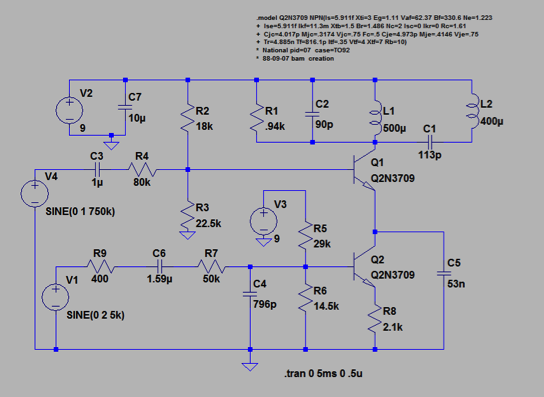 .model Q2N3709 NPN(Is=5.911f Xti=3 Eg=1.11 Vaf=62.37 Bf=330.6 Ne=1.223
+ Ise=5.911f Ikf=11.3m Xtb=1.5 Br=1.486 Nc=2 Isc=0 Ikr=0 Rc=1.61
+ Cjc=4.017p Mjc=.3174 Vjc=.75 Fc=.5 Cje=4.973p Mje=.4146 Vje=.75
+ Tr=4.885n Tf=816.1p Itf=.35 Vtf=4 Xtf=7 Rb=10)
* National pid=07 case=TO92
* 88-09-07 bam creation
V2
9
C7
10µ
R2
18k
R1
.94k
C2
90p
L1
500µ
L2
400µ
C1
113p
C3
1µ
R4
80k
Q1
Q2N3709
V4
SINE(0 1 750k)
R3
22.5k
V3
9
R5
29k
R9
400
C6
1.59µ
R7
50k
Q2
Q2N3709
C5
53n
V1
SINE(0 2 5k)
C4
796p
R6
14.5k
R8
2.1k
.tran 0 5ms 0 .5u